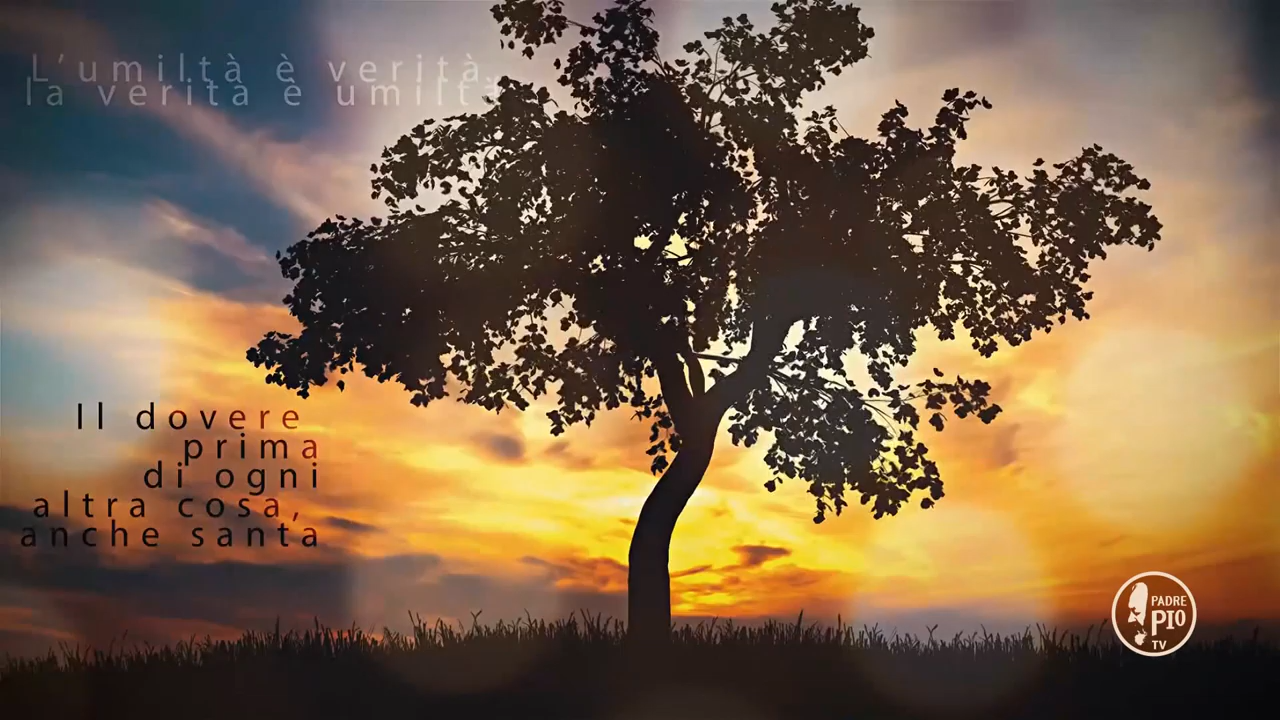 L'umiltà è verità,
la verità è umiltà
Il dovere
prima
di ogni
altra cosa,
anche santa
PADRE
PIO
TV